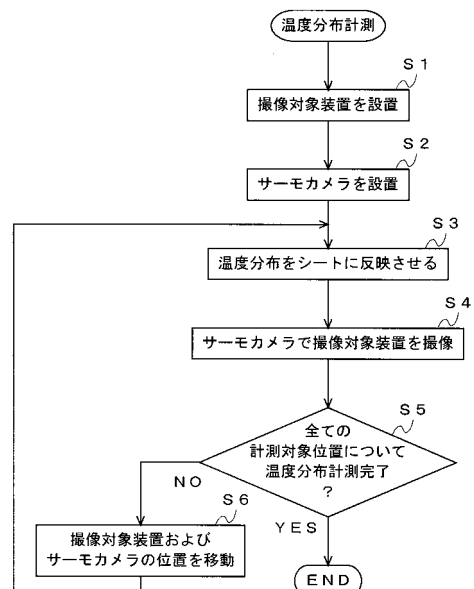 温度分布計測
S1
撮像対象装置を設置
S2
サーモカメラを設置
S3
温度分布をシートに反映させる
S4
サーモカメラで撮像対象装置を撮像
S5
全ての
計測対象位置について
温度分布計測完了
?
NO
S6
YES
撮像対象装置および
サーモカメラの位置を移動
END